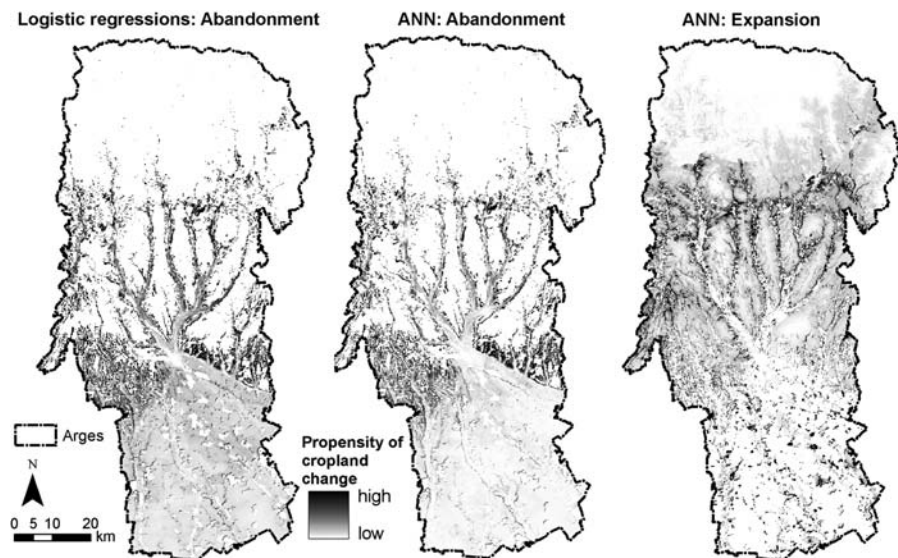 Logistic regressions: Abandonment
ANN: Abandonment
ANN: Expansion
Arges
N
0 5 10 20
km
Propensity of
cropland
change
high
low